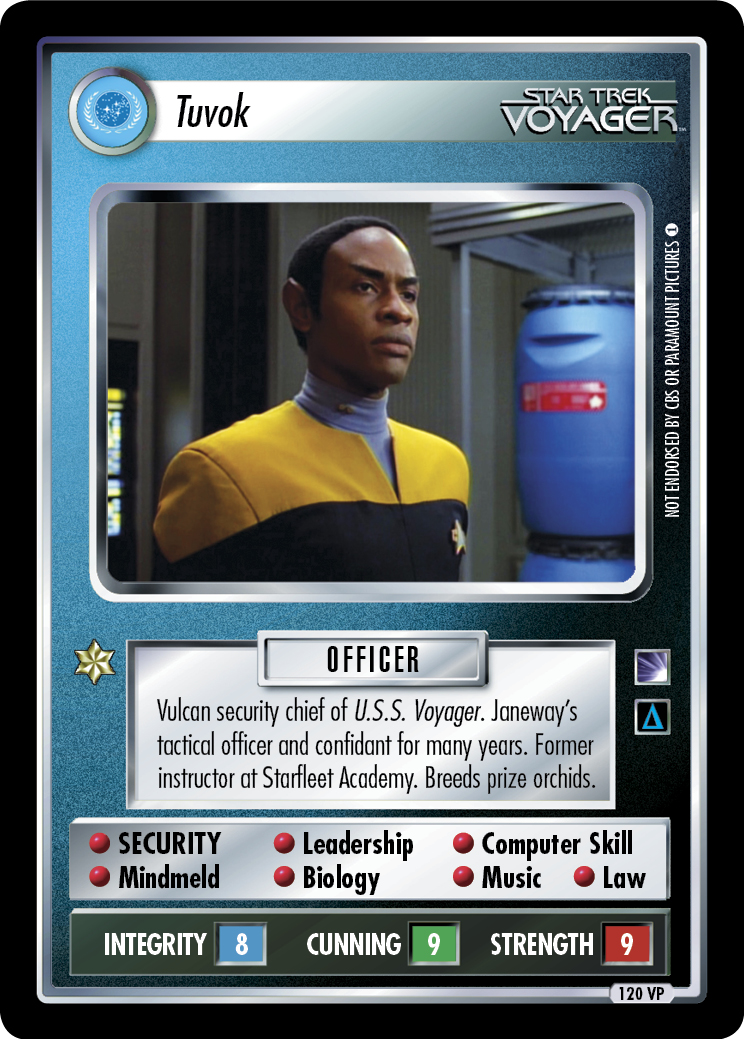 Tuvok
STAR TREK
VOYAGER™
NOT ENDORSED BY CBS OR PARAMOUNT PICTURES 1
OFFICER
Vulcan security chief of U.S.S. Voyager. Janeway's
tactical officer and confidant for many years. Former
instructor at Starfleet Academy. Breeds prize orchids.
SECURITY Leadership Computer Skill
Mindmeld Biology Music Law
INTEGRITY 8 CUNNING 9 STRENGTH 9
120 VP